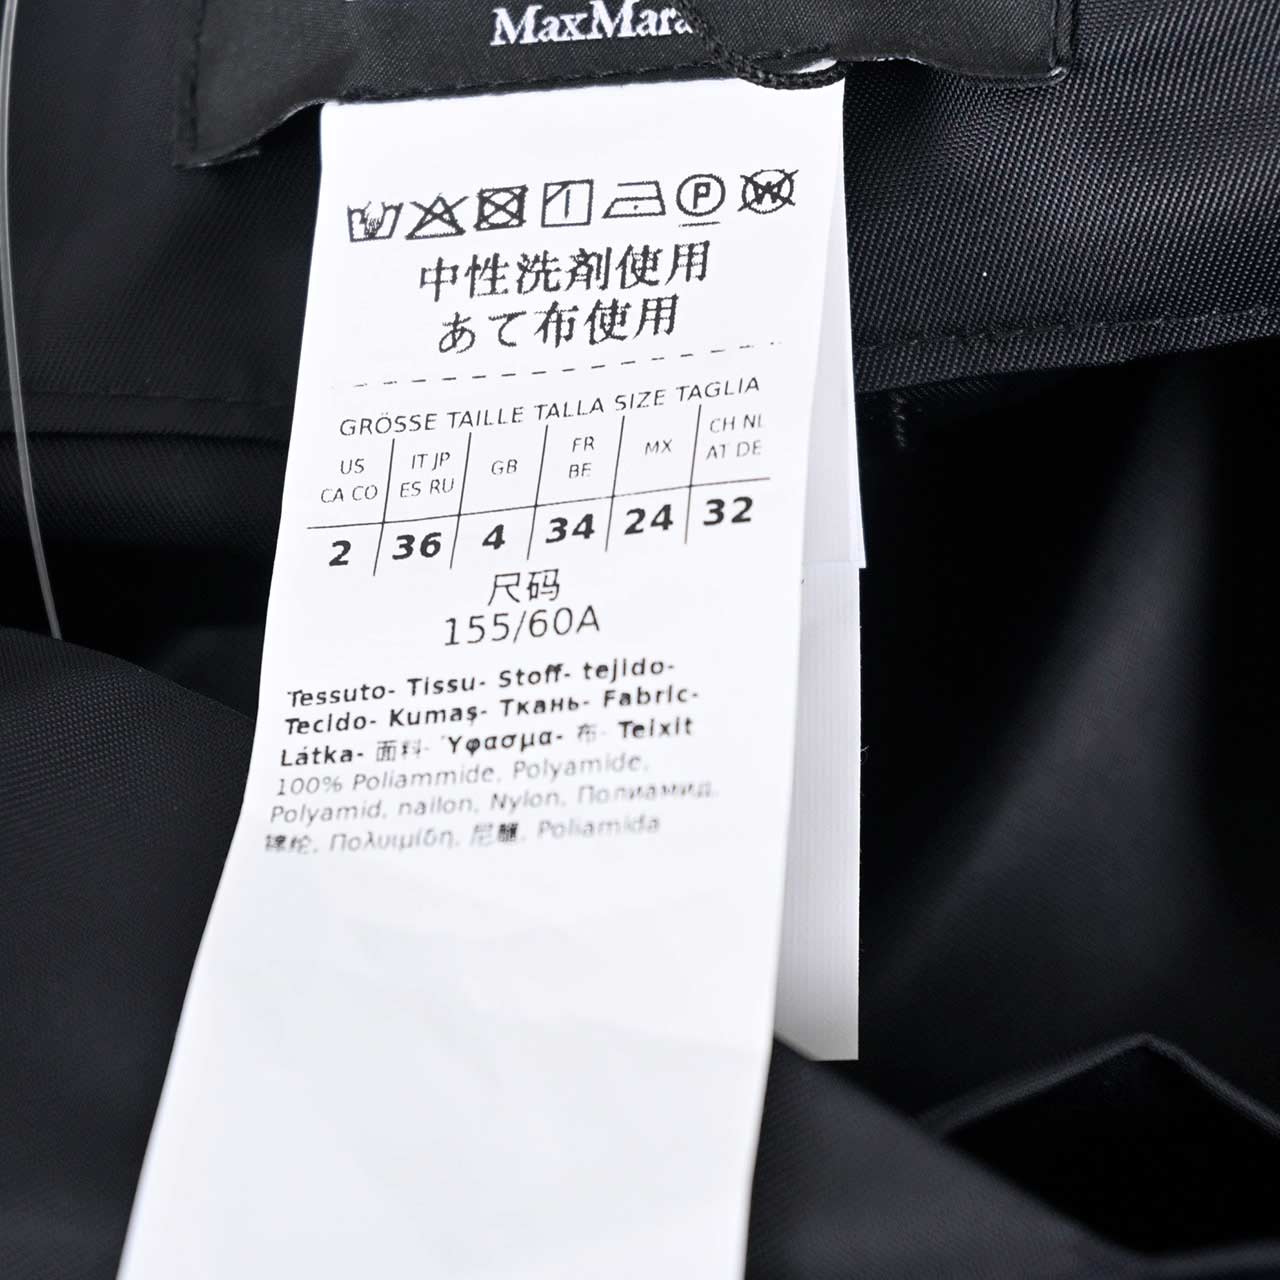 MaxMara
P
W
中性洗剤使用
あて布使用
GRÖSSE TAILLE TALLA SIZE TAGLIA
US CA CO
IT JP ES RU
GB
FR BE
MX
CH NL AT DE
2 36 4 34 24 32
尺码
155/60A
Tessuto- Tissu- Stoff- tejido-
Tecido- Kumaş- Ткань- Fabric-
Látka- 面料- Ύφασμα- 布- Teixit
100% Poliammide, Polyamide,
Polyamid, nailon, Nylon, Полиамид,
锦纶, Πολυιμίδη, 尼龍, Poliamida